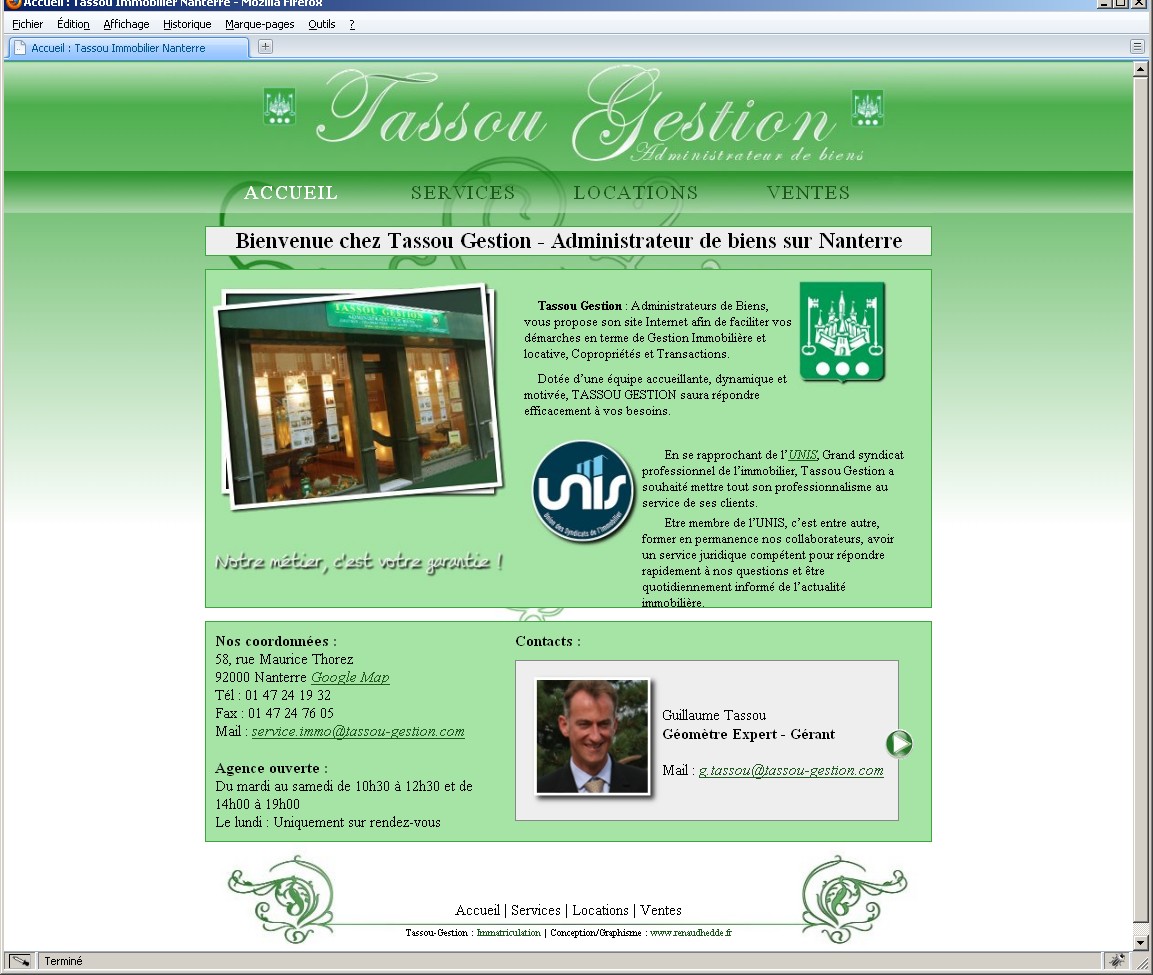 Accueil : Tassou Immobilier Nanterre - Mozilla Firefox
Fichier Édition Affichage Historique Marque-pages Outils ?
Accueil : Tassou Immobilier Nanterre
Tassou Gestion
Administrateur de biens
ACCUEIL SERVICES LOCATIONS VENTES
Bienvenue chez Tassou Gestion - Administrateur de biens sur Nanterre
TASSOU GESTION
Tassou Gestion : Administrateurs de Biens,
vous propose son site Internet afin de faciliter vos
démarches en terme de Gestion Immobilière et
locative, Copropriétés et Transactions.
Dotée d'une équipe accueillante, dynamique et
motivée, TASSOU GESTION saura répondre
efficacement à vos besoins.
unis
Union des Syndicats de l'Immobilier
En se rapprochant de l'UNIS, Grand syndicat
professionnel de l'immobilier, Tassou Gestion a
souhaité mettre tout son professionnalisme au
service de ses clients.
Etre membre de l'UNIS, c'est entre autre,
former en permanence nos collaborateurs, avoir
un service juridique compétent pour répondre
rapidement à nos questions et être
quotidiennement informé de l'actualité
immobilière.
Notre métier, c'est votre garantie !
Nos coordonnées :
58, rue Maurice Thorez
92000 Nanterre Google Map
Tél : 01 47 24 19 32
Fax : 01 47 24 76 05
Mail : service.immo@tassou-gestion.com
Agence ouverte :
Du mardi au samedi de 10h30 à 12h30 et de
14h00 à 19h00
Le lundi : Uniquement sur rendez-vous
Contacts :
Guillaume Tassou
Géomètre Expert - Gérant
Mail : g.tassou@tassou-gestion.com
Accueil | Services | Locations | Ventes
Tassou-Gestion : Immatriculation | Conception/Graphisme : www.renaudhedde.fr
Terminé